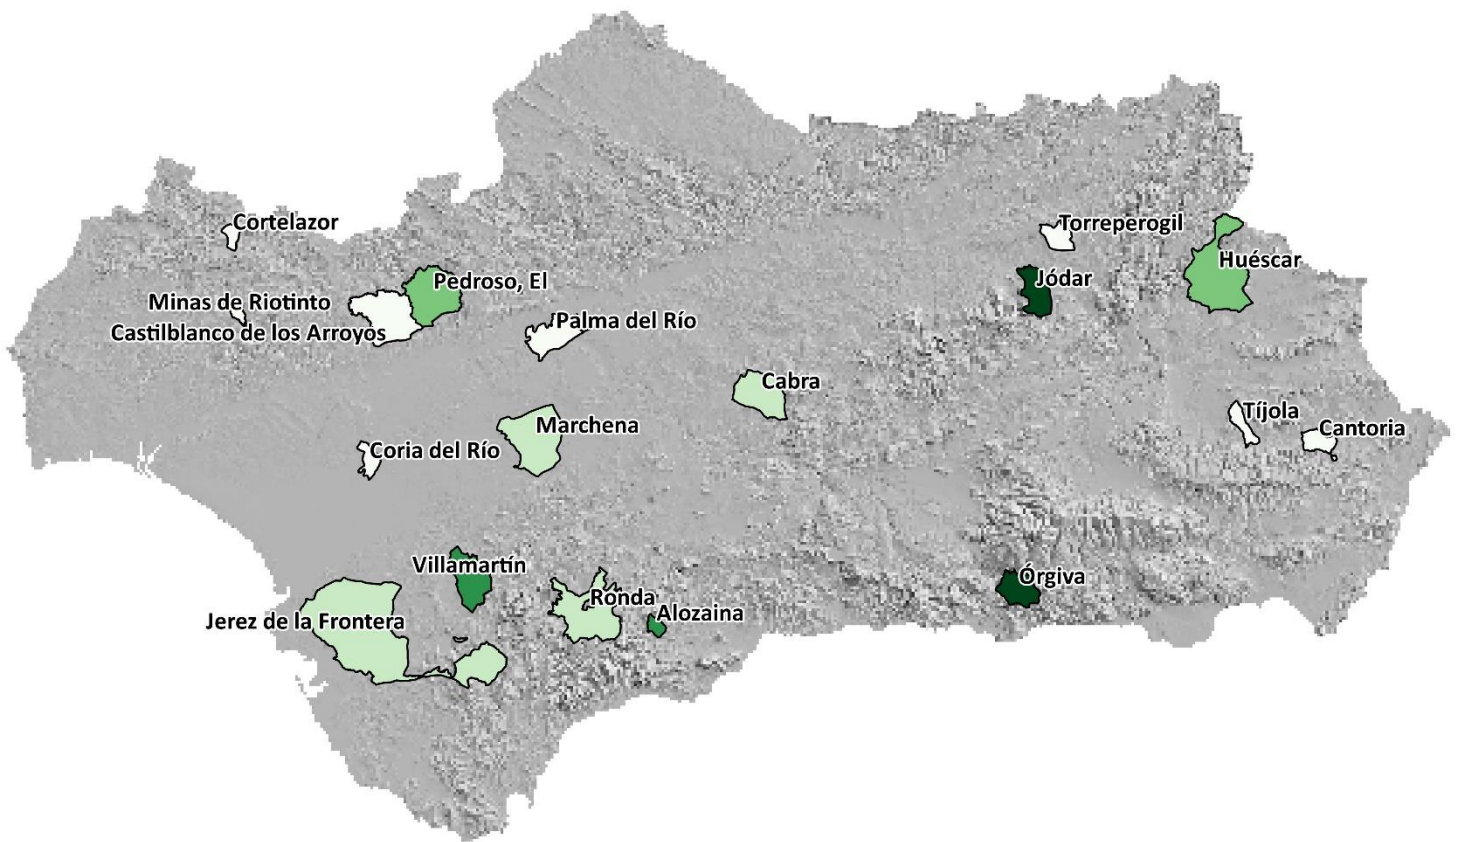 Cortelazor
Torreperogil
Huéscar
Jódar
Pedroso, El
Minas de Riotinto
Castilblanco de los Arroyos
Palma del Río
Cabra
Tíjola
Marchena
Cantoria
Coria del Río
Villamartín
Órgiva
Ronda
Alozaina
Jerez de la Frontera